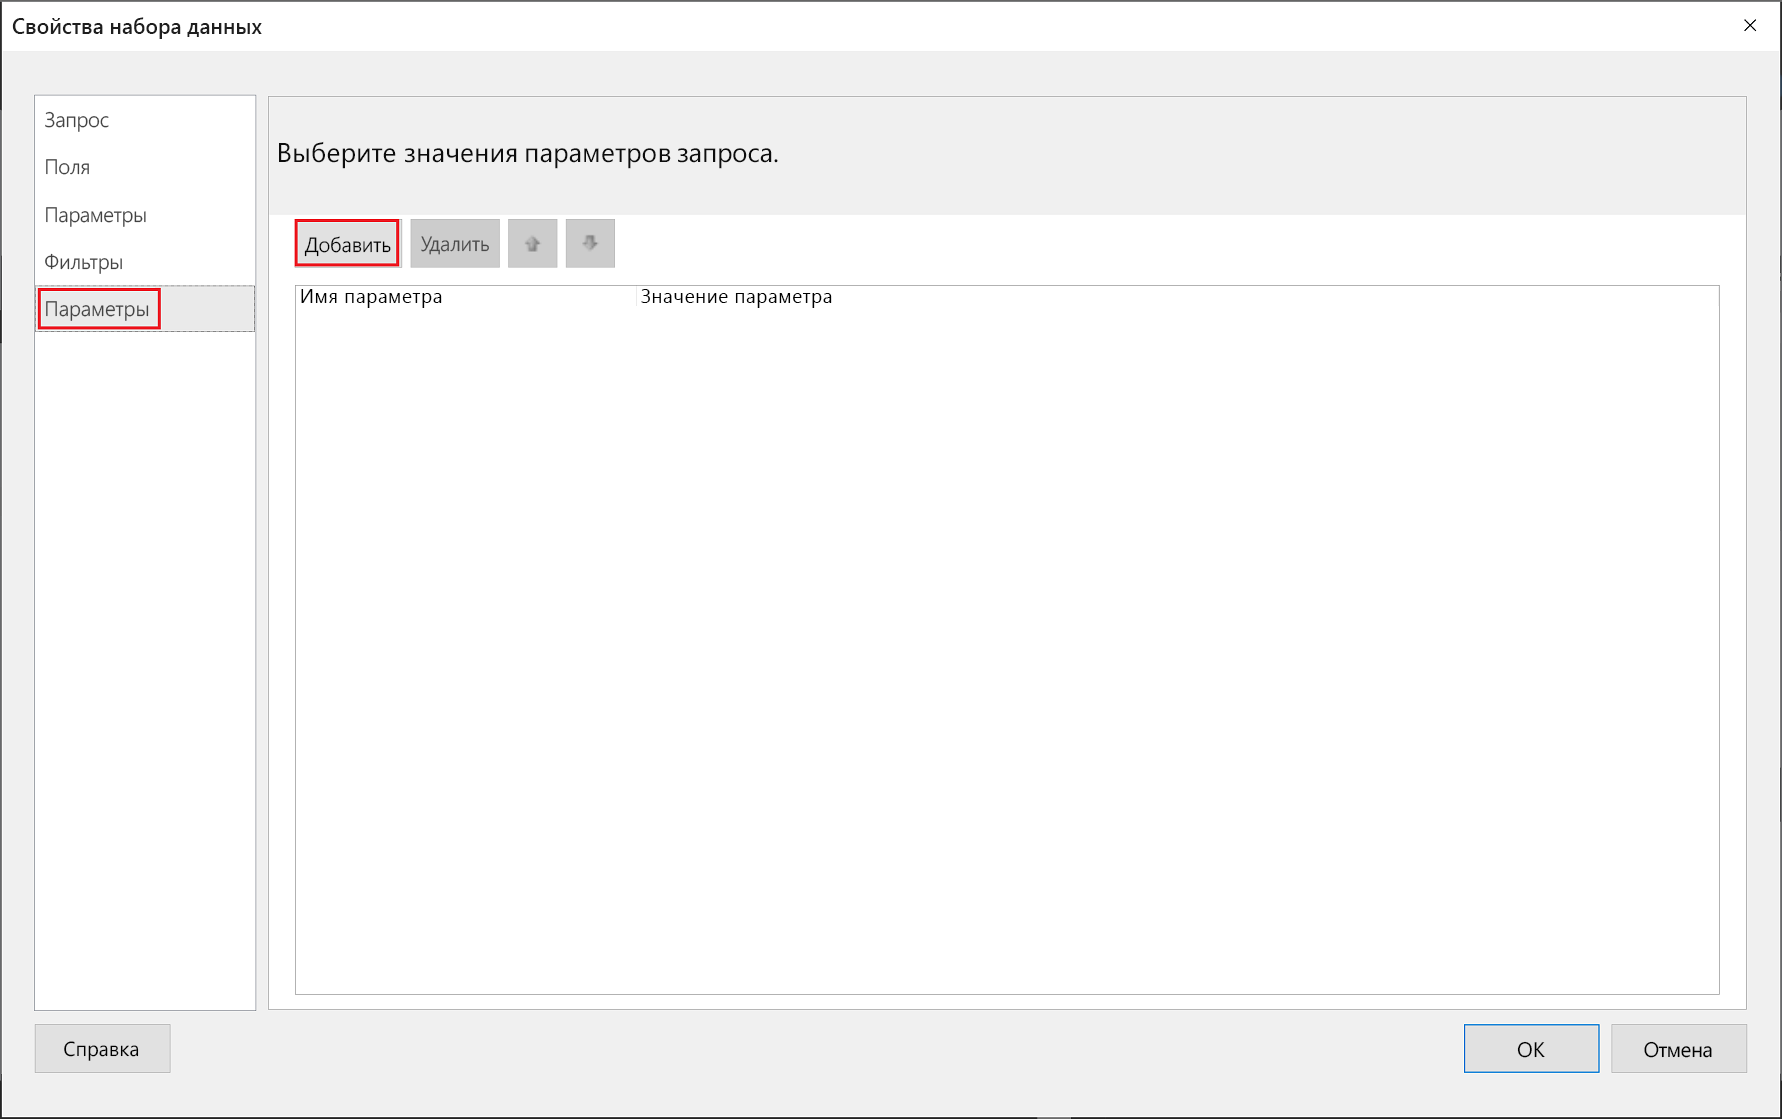 Свойства набора данных
Запрос
Поля
Параметры
Фильтры
Параметры
Выберите значения параметров запроса.
Добавить Удалить
Имя параметра Значение параметра
Справка
ОК Отмена